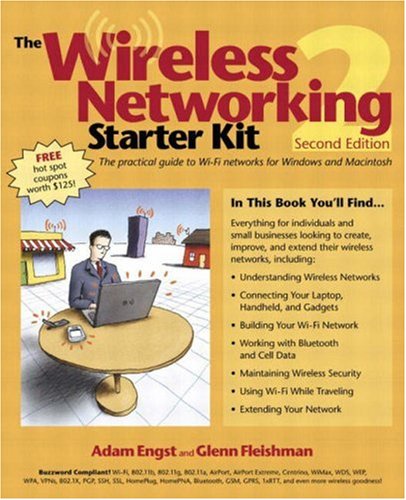 The
Wireless
Networking
Starter Kit
2
Second Edition
The practical guide to Wi-Fi networks for Windows and Macintosh
FREE
hot spot
coupons
worth $125!
In This Book You'll Find...
Everything for individuals and
small businesses looking to create,
improve, and extend their wireless
networks, including:
• Understanding Wireless Networks
• Connecting Your Laptop,
Handheld, and Gadgets
• Building Your Wi-Fi Network
• Working with Bluetooth
and Cell Data
• Maintaining Wireless Security
• Using Wi-Fi While Traveling
• Extending Your Network
Adam Engst and Glenn Fleishman
Buzzword Compliant! Wi-Fi, 802.11b, 802.11g, 802.11a, AirPort, AirPort Extreme, Centrino, WiMax, WDS, WEP,
WPA, VPNs, 802.1X, PGP, SSH, SSL, HomePlug, HomePNA, Bluetooth, GSM, GPRS, 1xRTT, and even more wireless goodness!